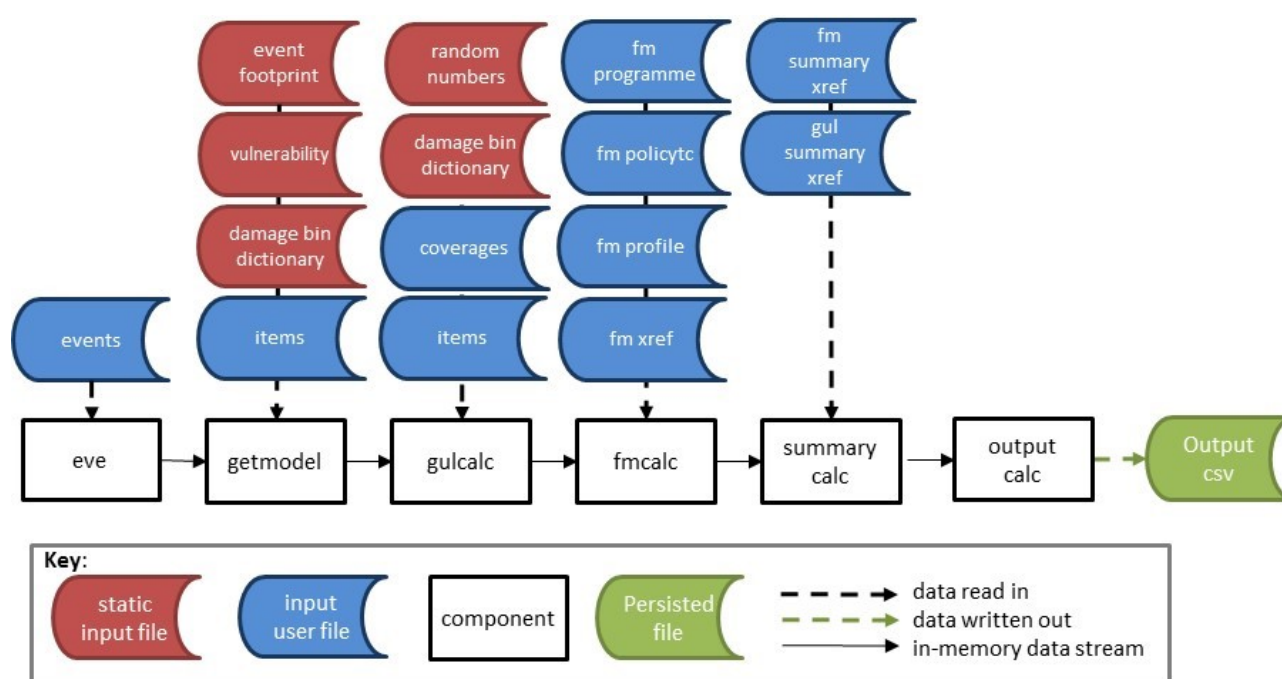 event
footprint
random
numbers
fm
programme
fm
summary
xref
vulnerability
damage bin
dictionary
fm policytc
gul
summary
xref
damage bin
dictionary
coverages
fm profile
events
items
items
fm xref
eve
getmodel
gulcalc
fmcalc
summary
calc
output
calc
Output
csv
Key:
static
input file
input
user file
component
Persisted
file
data read in
data written out
in-memory data stream